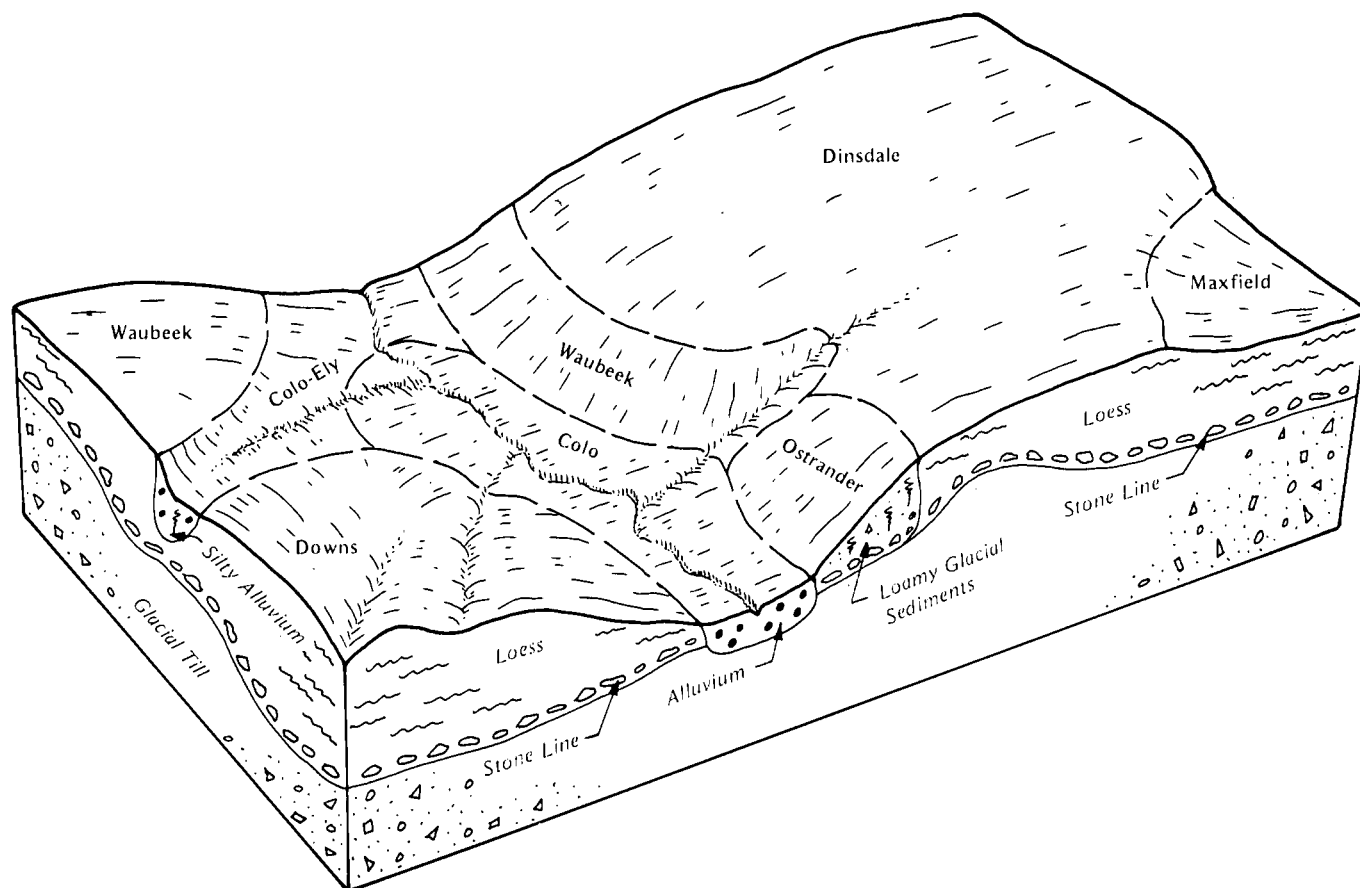 Dinsdale
Maxfield
Waubeek
Waubeek
Colo-Ely
Colo
Ostrander
Loess
Stone Line
Downs
Silty Alluvium
Glacial Till
Loamy Glacial
Sediments
Loess
Alluvium
Stone Line